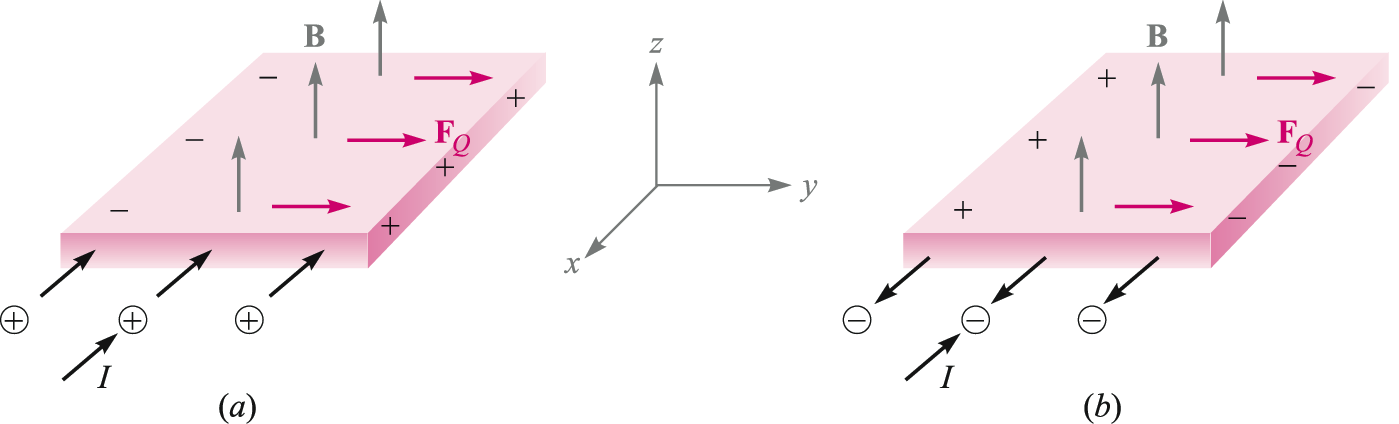 B
B
z
− + − + − +
F_Q
y
x
+ − + − + −
F_Q
⊕ ⊕ ⊕
I
⊖ ⊖ ⊖
I
(a)
(b)